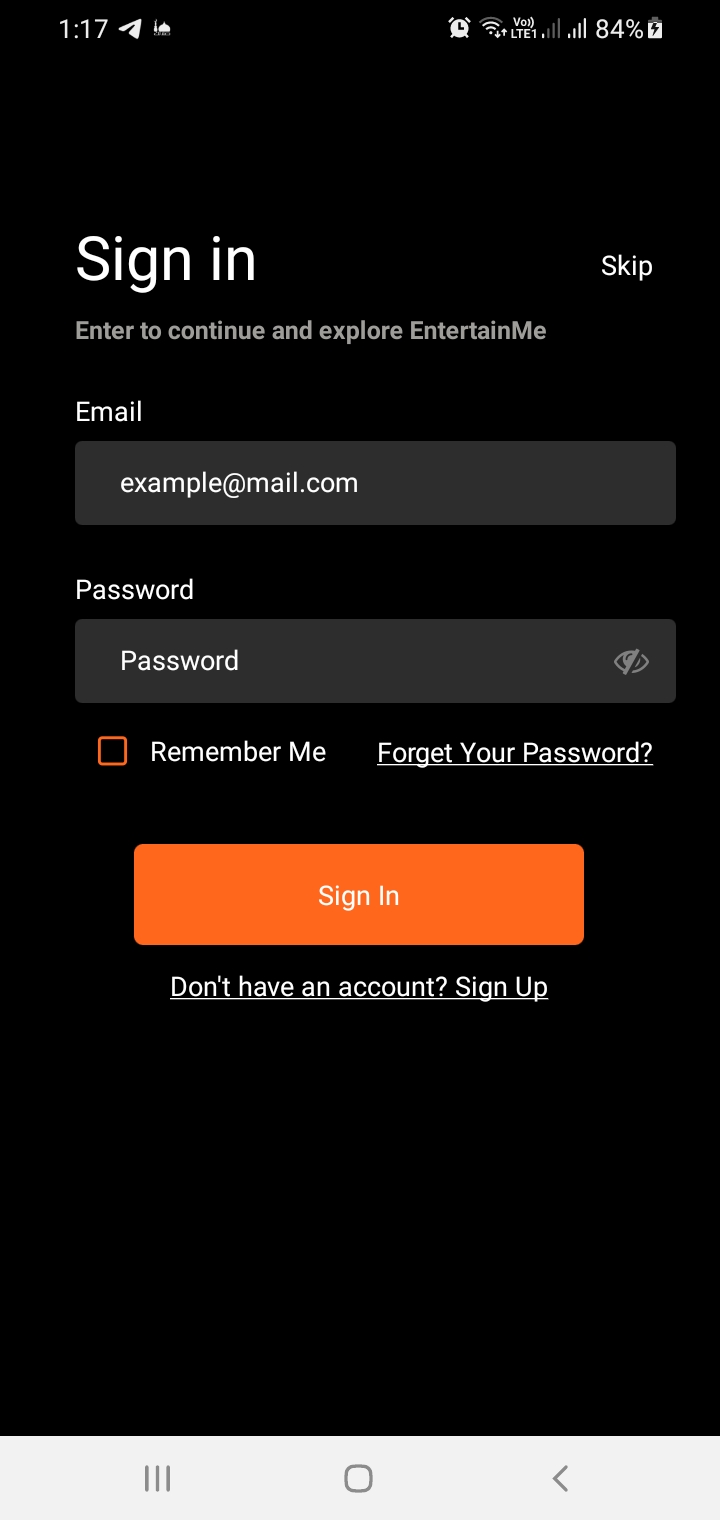 1:17 Vo)) LTE1 84%
Sign in
Skip
Enter to continue and explore EntertainMe
Email
example@mail.com
Password
Password
Remember Me Forget Your Password?
Sign In
Don't have an account? Sign Up